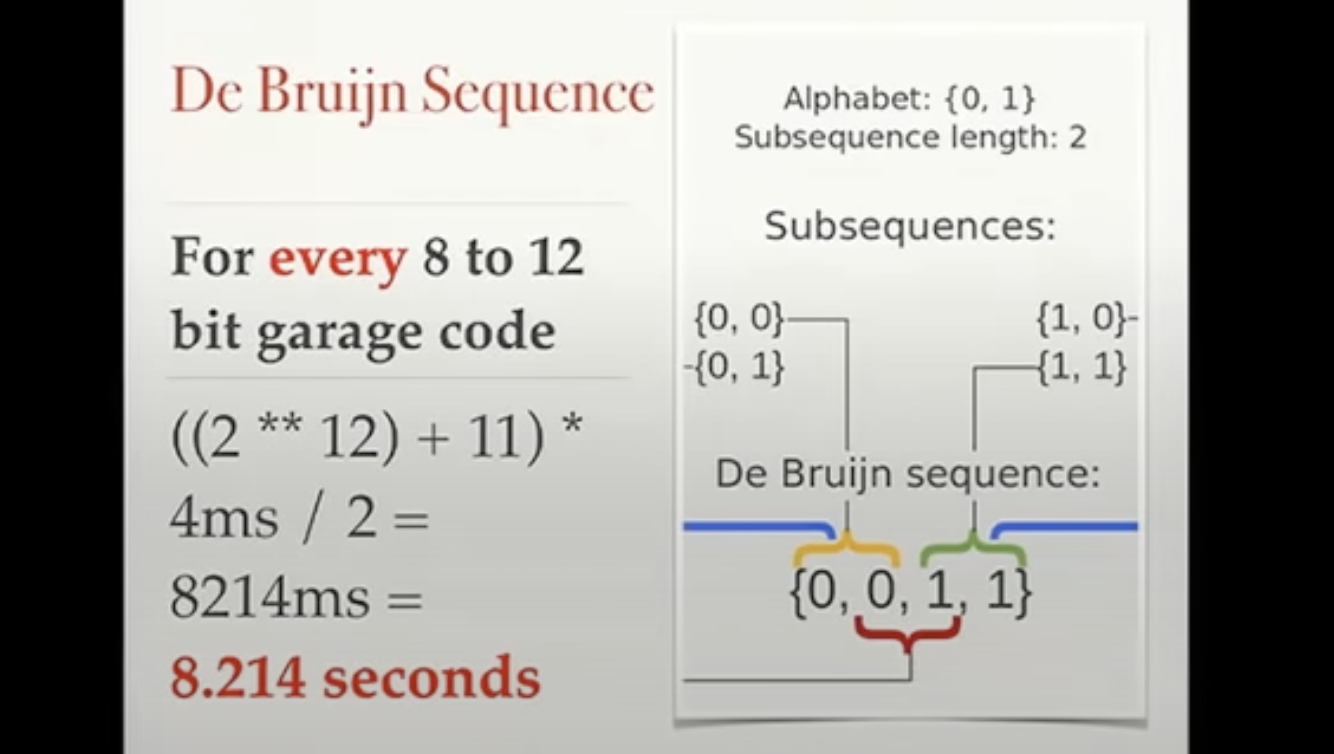 De Bruijn Sequence
For every 8 to 12
bit garage code
((2 ** 12) + 11) *
4ms / 2 =
8214ms =
8.214 seconds
Alphabet: {0, 1}
Subsequence length: 2
Subsequences:
{0, 0} {1, 0}
{0, 1} {1, 1}
De Bruijn sequence:
{0, 0, 1, 1}